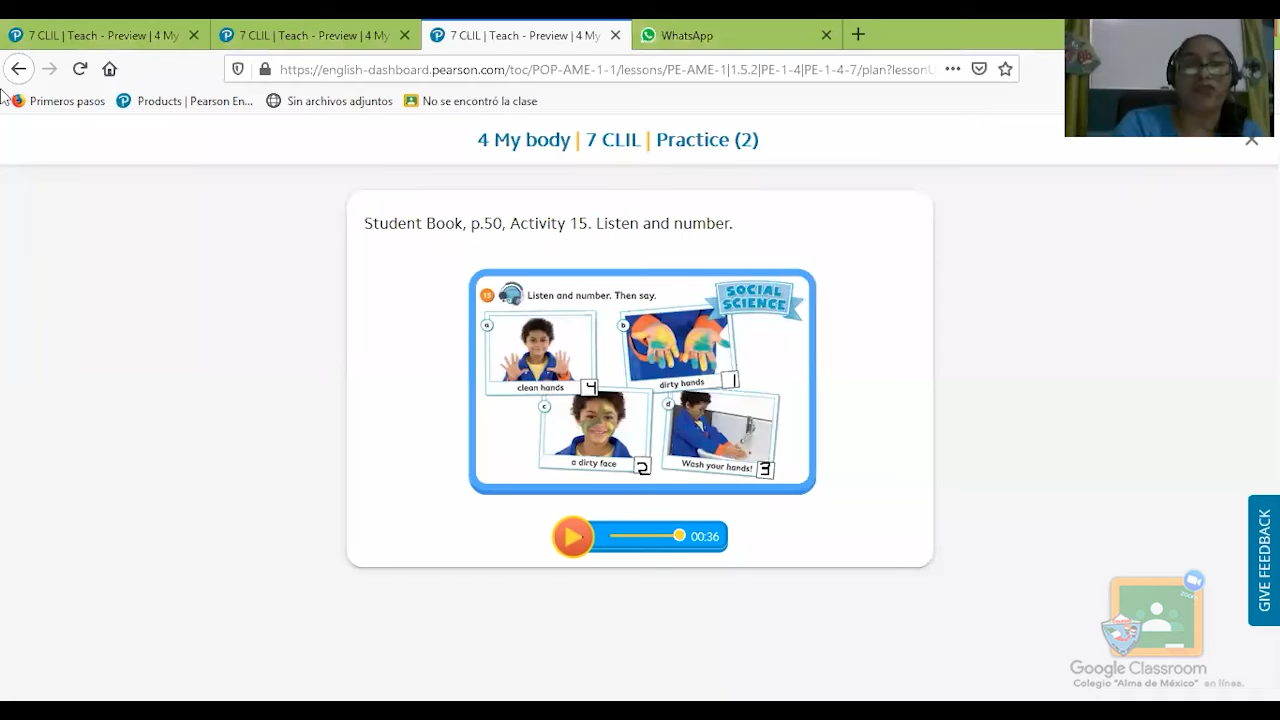 7 CLIL | Teach - Preview | 4 My
7 CLIL | Teach - Preview | 4 My
7 CLIL | Teach - Preview | 4 My
WhatsApp
https://english-dashboard.pearson.com/toc/POP-AME-1-1/lessons/PE-AME-1|1.5.2|PE-1-4|PE-1-4-7/plan?lessonU
Primeros pasos
Products | Pearson En...
Sin archivos adjuntos
No se encontró la clase
4 My body | 7 CLIL | Practice (2)
Student Book, p.50, Activity 15. Listen and number.
15 Listen and number. Then say.
SOCIAL
SCIENCE
a
b
clean hands 4
dirty hands 1
c
d
a dirty face 2
Wash your hands! 3
00:36
GIVE FEEDBACK
zoom
Google Classroom
Colegio "Alma de México" en línea.